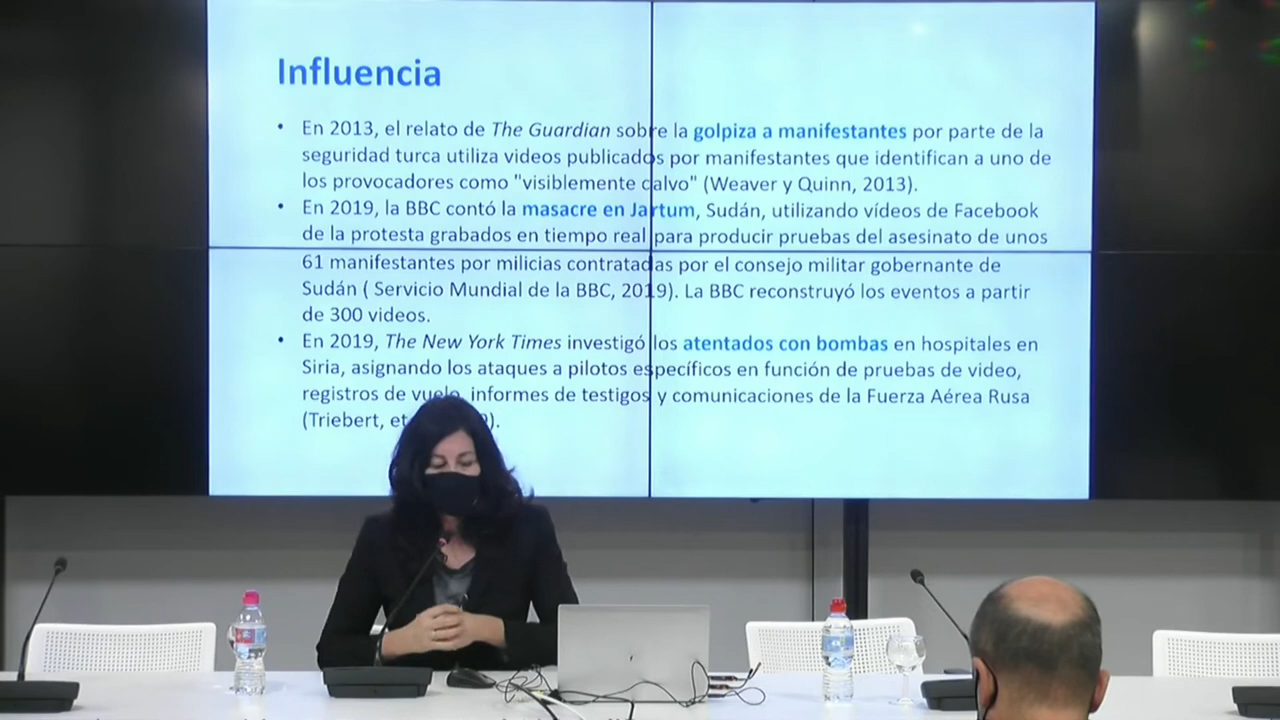 Influencia
• En 2013, el relato de The Guardian sobre la golpiza a manifestantes por parte de la
seguridad turca utiliza videos publicados por manifestantes que identifican a uno de
los provocadores como "visiblemente calvo" (Weaver y Quinn, 2013).
• En 2019, la BBC contó la masacre en Jartum, Sudán, utilizando vídeos de Facebook
de la protesta grabados en tiempo real para producir pruebas del asesinato de unos
61 manifestantes por milicias contratadas por el consejo militar gobernante de
Sudán ( Servicio Mundial de la BBC, 2019). La BBC reconstruyó los eventos a partir
de 300 videos.
• En 2019, The New York Times investigó los atentados con bombas en hospitales en
Siria, asignando los ataques a pilotos específicos en función de pruebas de video,
registros de vuelo, informes de testigos y comunicaciones de la Fuerza Aérea Rusa
(Triebert, et